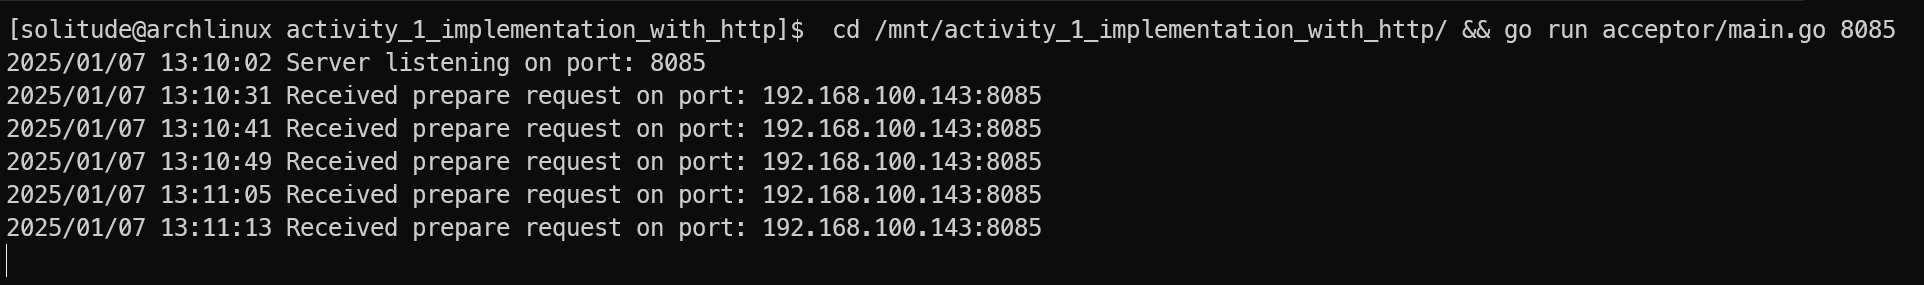 [solitude@archlinux activity_1_implementation_with_http]$  cd /mnt/activity_1_implementation_with_http/ && go run acceptor/main.go 8085
2025/01/07 13:10:02 Server listening on port: 8085
2025/01/07 13:10:31 Received prepare request on port: 192.168.100.143:8085
2025/01/07 13:10:41 Received prepare request on port: 192.168.100.143:8085
2025/01/07 13:10:49 Received prepare request on port: 192.168.100.143:8085
2025/01/07 13:11:05 Received prepare request on port: 192.168.100.143:8085
2025/01/07 13:11:13 Received prepare request on port: 192.168.100.143:8085